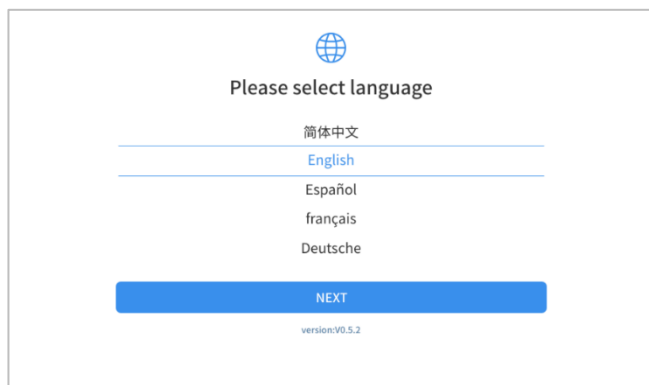 Please select language
简体中文
English
Español
français
Deutsche
NEXT
version:V0.5.2